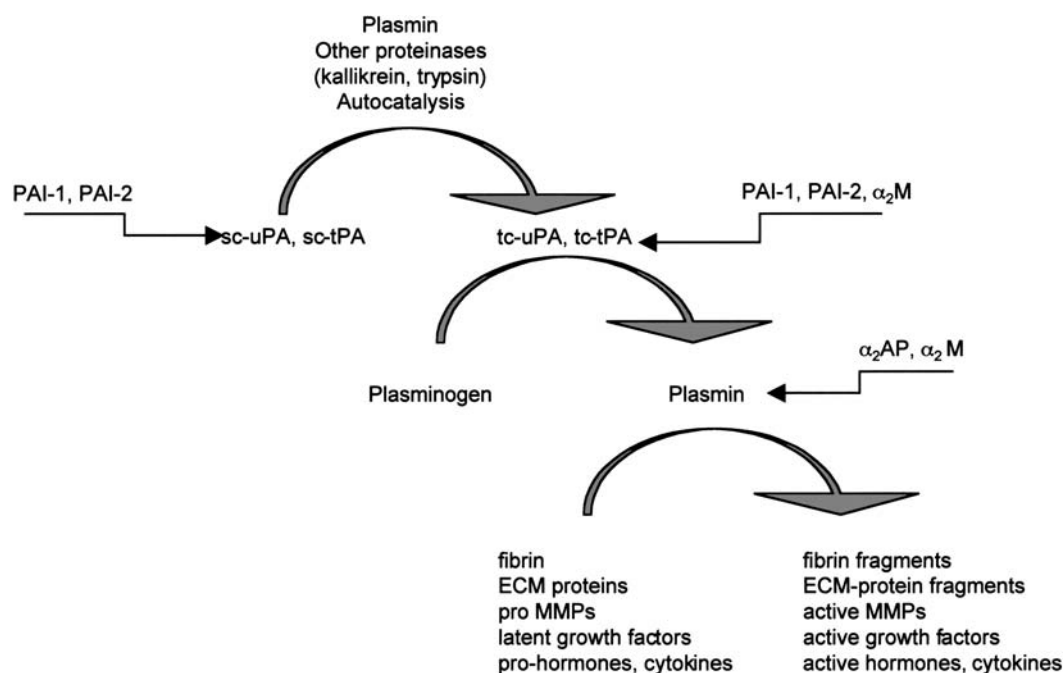 Plasmin
Other proteinases
(kallikrein, trypsin)
Autocatalysis
PAI-1, PAI-2
PAI-1, PAI-2, α₂M
sc-uPA, sc-tPA
tc-uPA, tc-tPA
α₂AP, α₂ M
Plasminogen
Plasmin
fibrin
ECM proteins
pro MMPs
latent growth factors
pro-hormones, cytokines
fibrin fragments
ECM-protein fragments
active MMPs
active growth factors
active hormones, cytokines